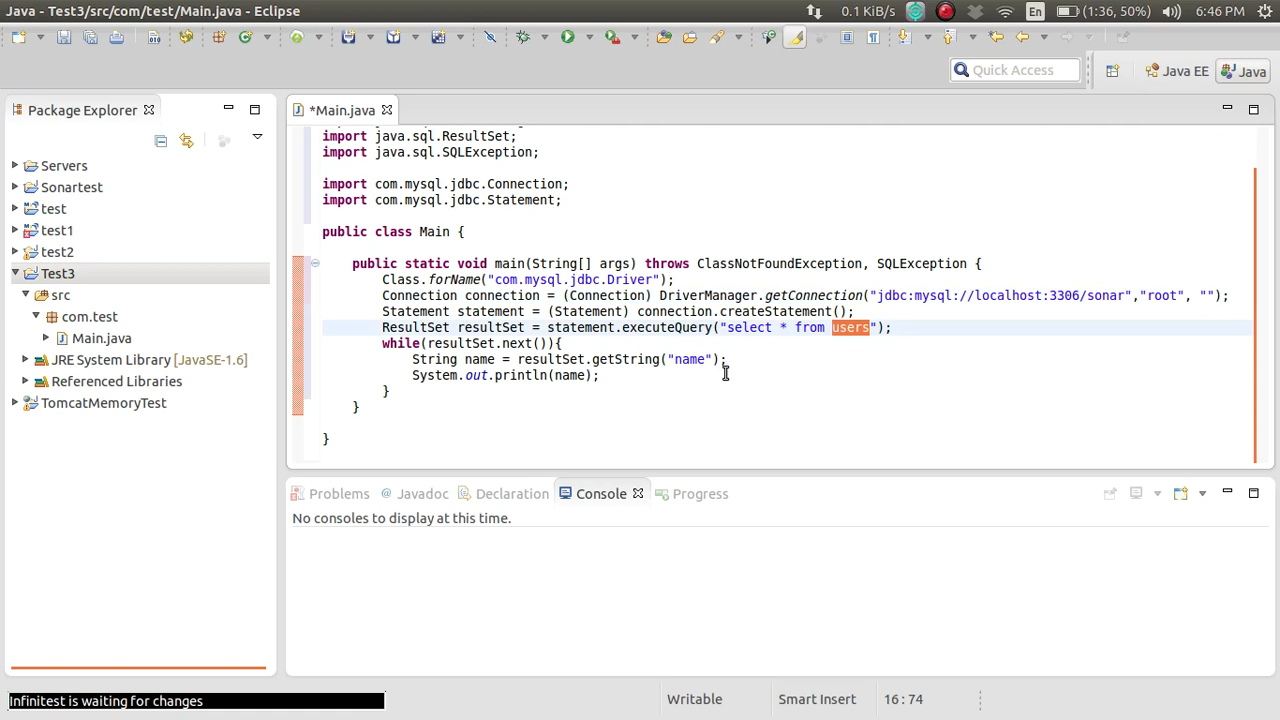 Java - Test3/src/com/test/Main.java - Eclipse
0.1 KiB/s
En
(1:36, 50%)
6:46 PM
Quick Access
Java EE
Java
Package Explorer
Servers
Sonartest
test
test1
test2
Test3
src
com.test
Main.java
JRE System Library [JavaSE-1.6]
Referenced Libraries
TomcatMemoryTest
*Main.java
import java.sql.ResultSet;
import java.sql.SQLException;
import com.mysql.jdbc.Connection;
import com.mysql.jdbc.Statement;
public class Main {
public static void main(String[] args) throws ClassNotFoundException, SQLException {
Class.forName("com.mysql.jdbc.Driver");
Connection connection = (Connection) DriverManager.getConnection("jdbc:mysql://localhost:3306/sonar","root", "");
Statement statement = (Statement) connection.createStatement();
ResultSet resultSet = statement.executeQuery("select * from users");
while(resultSet.next()){
String name = resultSet.getString("name");
System.out.println(name);
}
}
}
Problems
@ Javadoc
Declaration
Console
Progress
No consoles to display at this time.
Infinitest is waiting for changes
Writable
Smart Insert
16:74